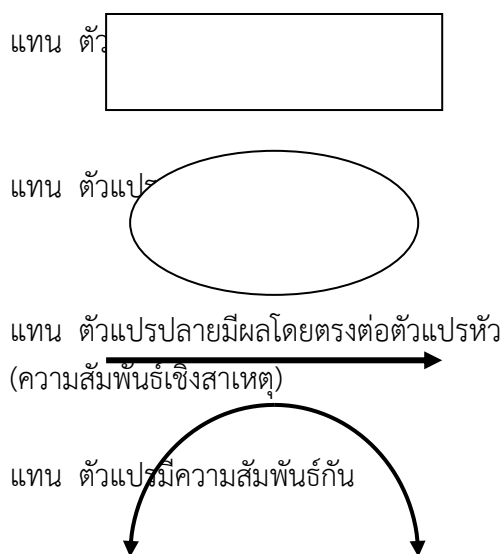 แทน ตัว
แทน ตัวแปร
แทน ตัวแปรปลายมีผลโดยตรงต่อตัวแปรหัว
(ความสัมพันธ์เชิงสาเหตุ)
แทน ตัวแปรมีความสัมพันธ์กัน